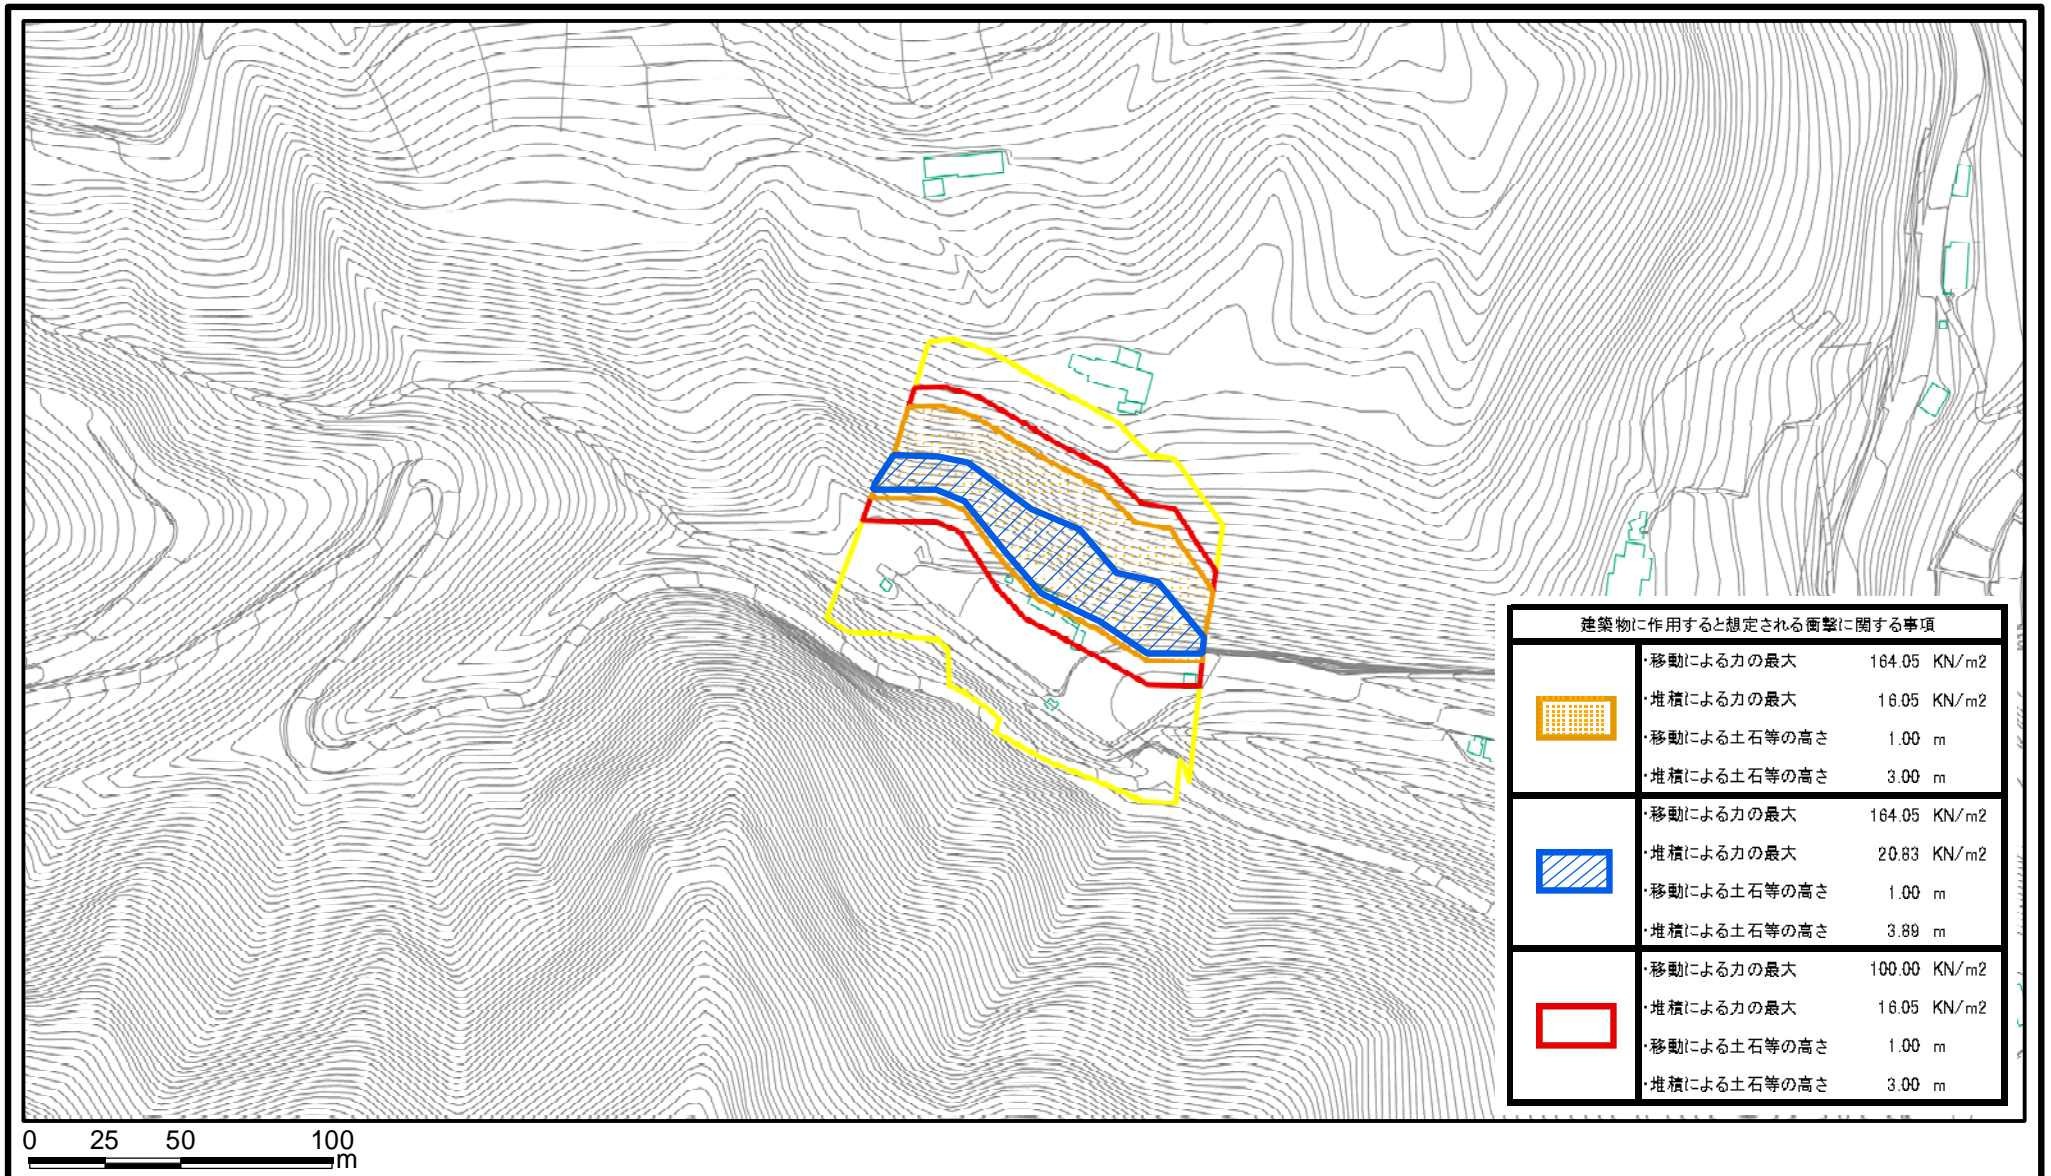 建築物に作用すると想定される衝撃に関する事項
・移動による力の最大 164.05 KN/m2
・堆積による力の最大 16.05 KN/m2
・移動による土石等の高さ 1.00 m
・堆積による土石等の高さ 3.00 m
・移動による力の最大 164.05 KN/m2
・堆積による力の最大 20.83 KN/m2
・移動による土石等の高さ 1.00 m
・堆積による土石等の高さ 3.89 m
・移動による力の最大 100.00 KN/m2
・堆積による力の最大 16.05 KN/m2
・移動による土石等の高さ 1.00 m
・堆積による土石等の高さ 3.00 m
0 25 50 100
m